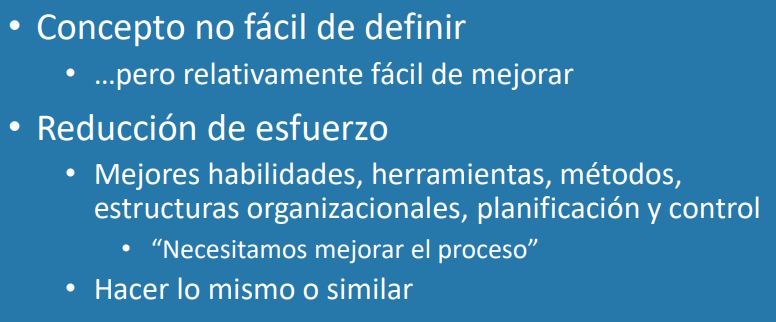 • Concepto no fácil de definir
• …pero relativamente fácil de mejorar
• Reducción de esfuerzo
• Mejores habilidades, herramientas, métodos,
estructuras organizacionales, planificación y control
• “Necesitamos mejorar el proceso”
• Hacer lo mismo o similar